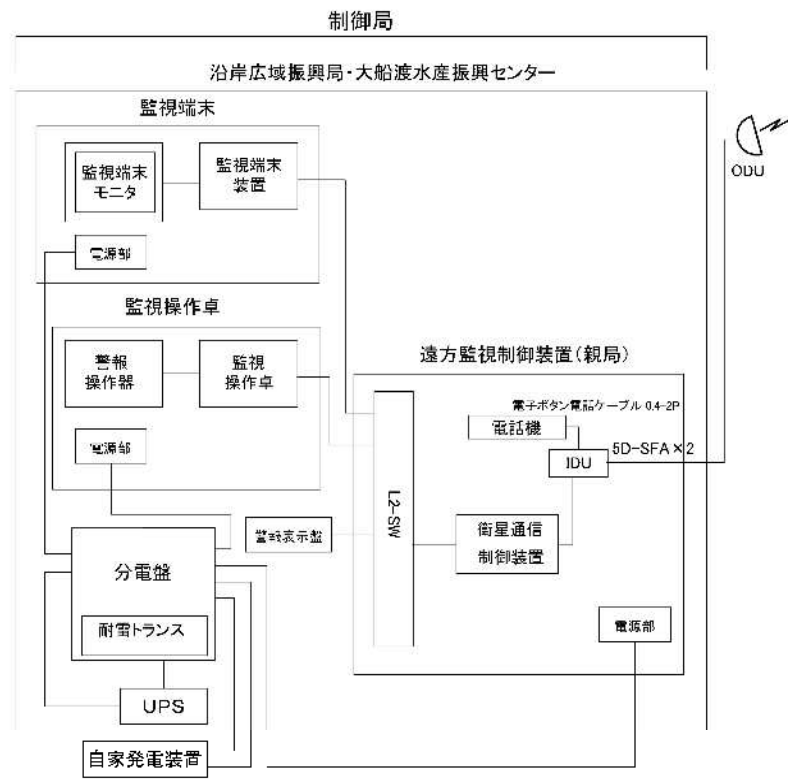 制御局
沿岸広域振興局・大船渡水産振興センター
監視端末
監視端末
モニタ
監視端末
装置
電源部
ODU
監視操作卓
警報
操作器
監視
操作卓
電源部
遠方監視制御装置(親局)
電子ボタン電話ケーブル 0.4-2P
電話機
5D-SFA×2
IDU
L2-SW
衛星通信
制御装置
警報表示盤
分電盤
耐雷トランス
電源部
UPS
自家発電装置